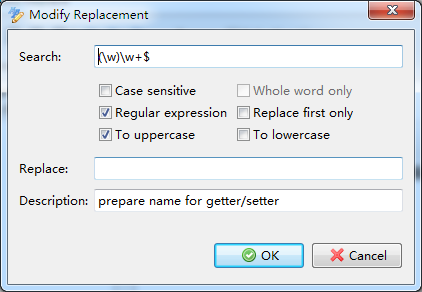 Modify Replacement
Search: (\w)\w+$
Case sensitive Whole word only
Regular expression Replace first only
To uppercase To lowercase
Replace:
Description: prepare name for getter/setter
OK Cancel